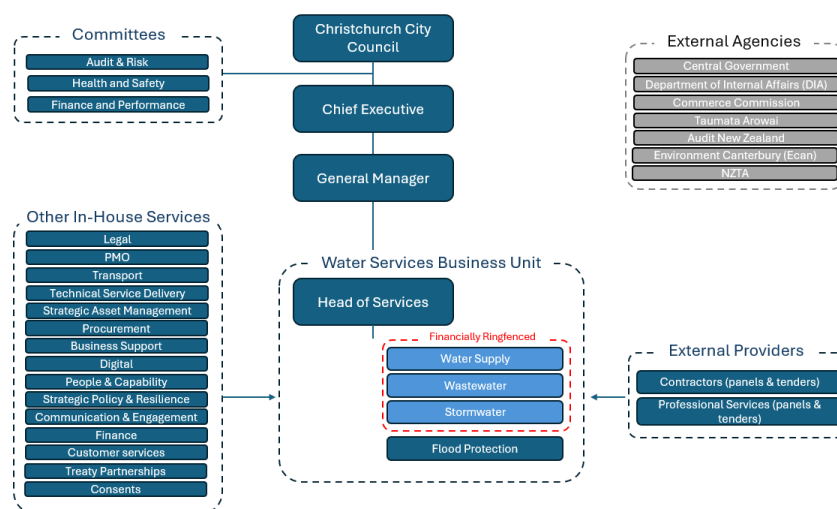 Committees
Audit & Risk
Health and Safety
Finance and Performance
Christchurch City
Council
Chief Executive
General Manager
External Agencies
Central Government
Department of Internal Affairs (DIA)
Commerce Commission
Taumata Arowai
Audit New Zealand
Environment Canterbury (Ecan)
NZTA
Other In-House Services
Legal
PMO
Transport
Technical Service Delivery
Strategic Asset Management
Procurement
Business Support
Digital
People & Capability
Strategic Policy & Resilience
Communication & Engagement
Finance
Customer services
Treaty Partnerships
Consents
Water Services Business Unit
Head of Services
Financially Ringfenced
Water Supply
Wastewater
Stormwater
Flood Protection
External Providers
Contractors (panels & tenders)
Professional Services (panels &
tenders)